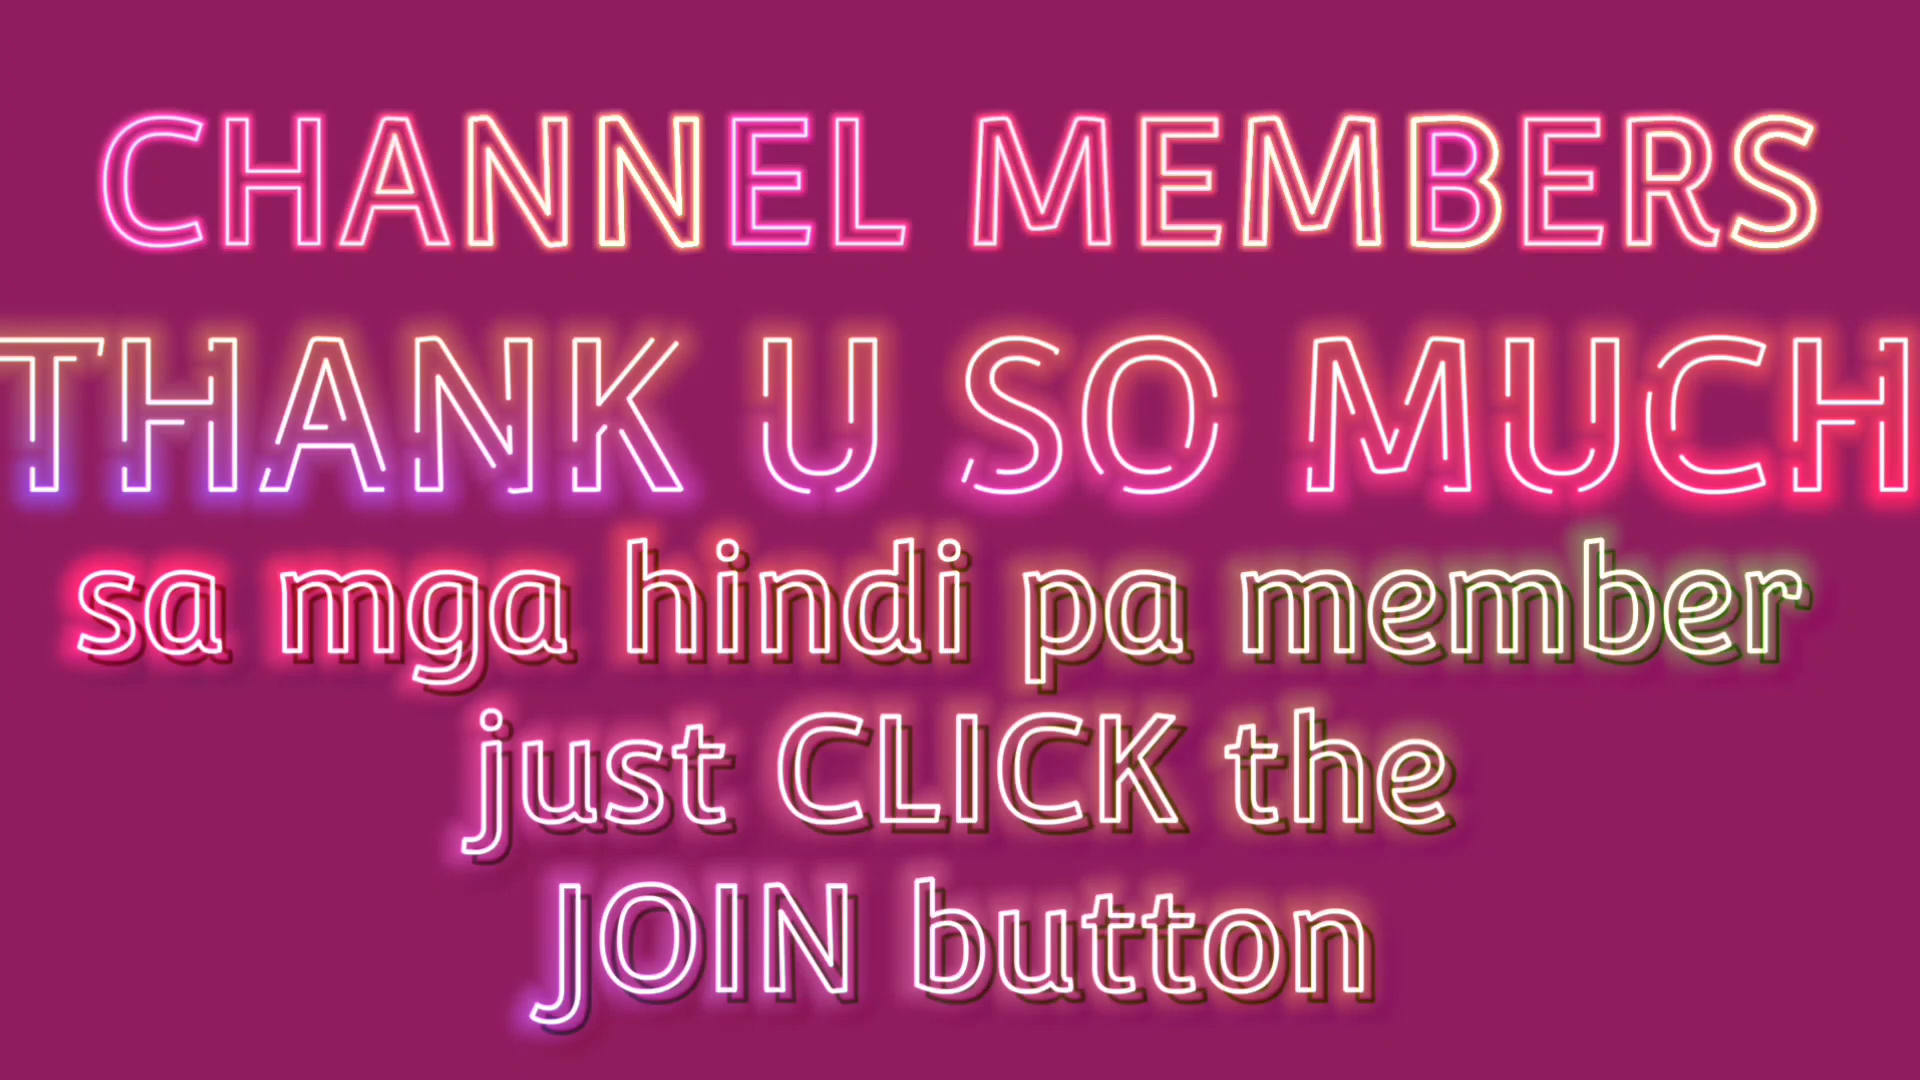 CHANNEL MEMBERS
THANK U SO MUCH
sa mga hindi pa member
just CLICK the
JOIN button